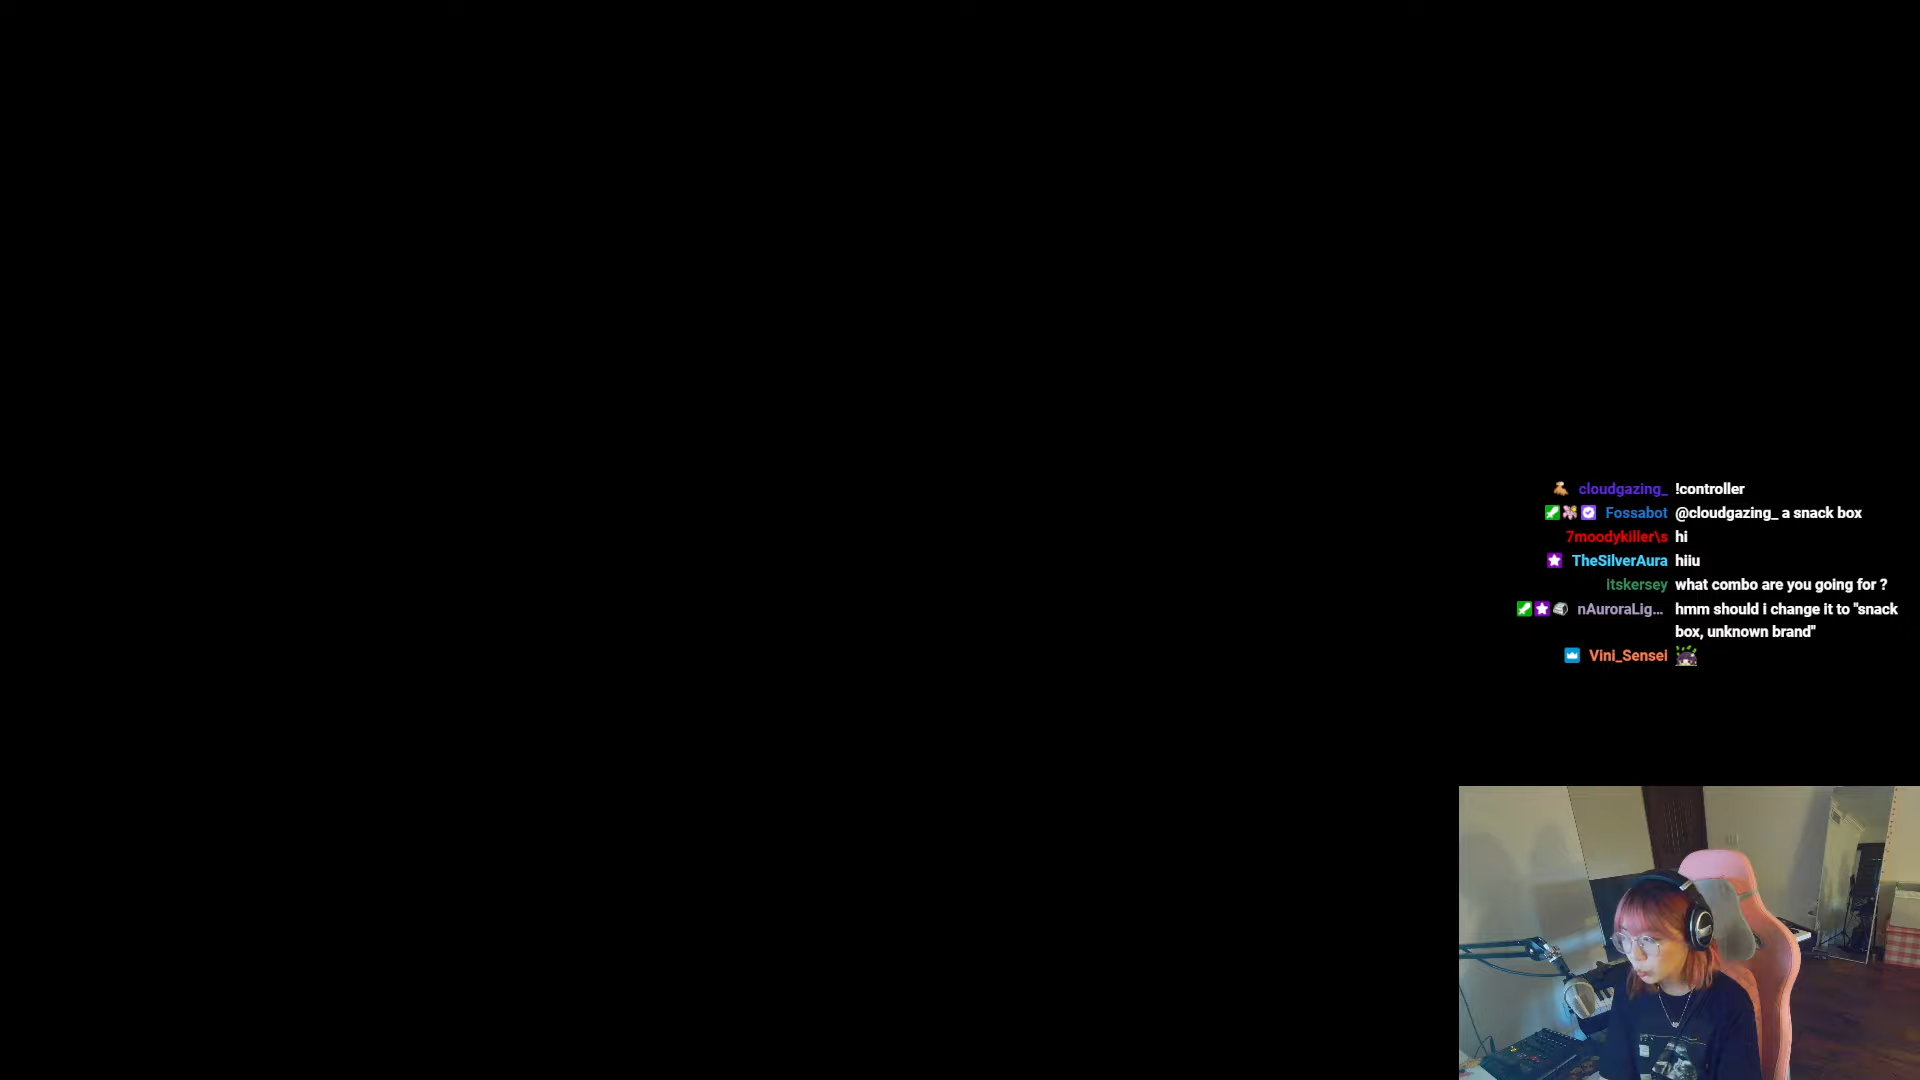 cloudgazing_ !controller
Fossabot @cloudgazing_ a snack box
7moodykiller\s hi
TheSilverAura hiiu
itskersey what combo are you going for ?
nAuroraLig... hmm should i change it to "snack
box, unknown brand"
Vini_Sensei